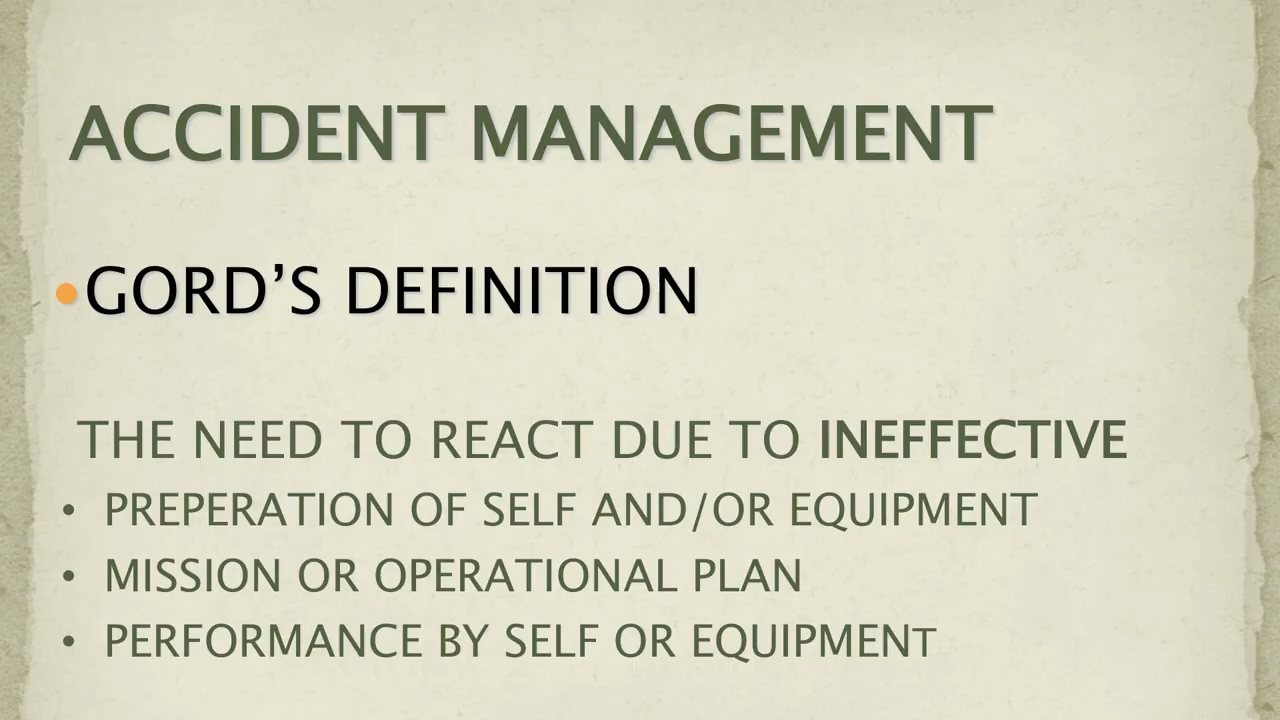 ACCIDENT MANAGEMENT
•GORD’S DEFINITION
THE NEED TO REACT DUE TO INEFFECTIVE
• PREPERATION OF SELF AND/OR EQUIPMENT
• MISSION OR OPERATIONAL PLAN
• PERFORMANCE BY SELF OR EQUIPMENT